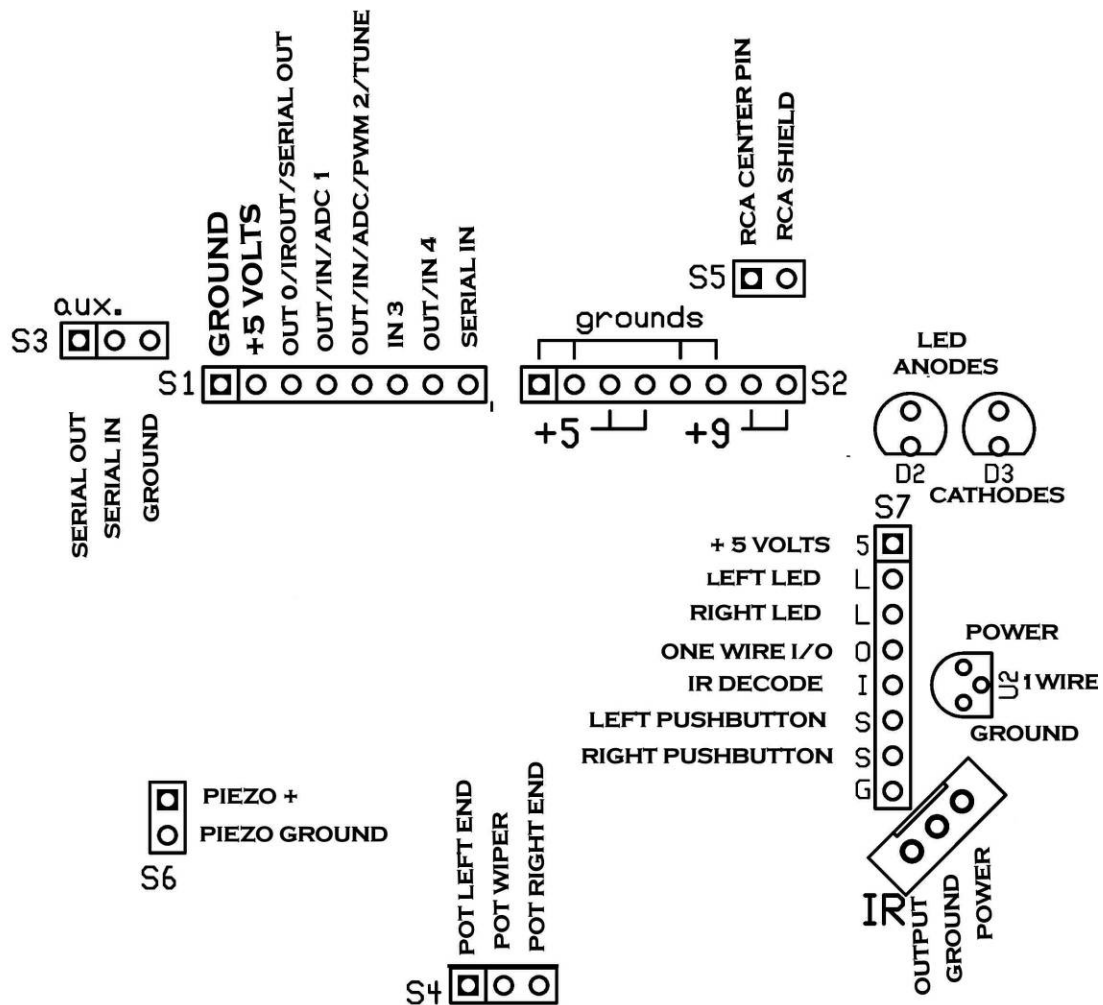 GROUND
+5 VOLTS
OUT 0/IROUT/SERIAL OUT
OUT/IN/ADC 1
OUT/IN/ADC/PWM 2/TUNE
IN 3
OUT/IN 4
SERIAL IN
RCA CENTER PIN
RCA SHIELD
S5
aux.
S3
SERIAL OUT
SERIAL IN
GROUND
S1
grounds
S2
+5
+9
LED
ANODES
D2
D3
CATHODES
S7
+ 5 VOLTS 5
LEFT LED L
RIGHT LED L
ONE WIRE I/O O
IR DECODE I
LEFT PUSHBUTTON S
RIGHT PUSHBUTTON S
G
POWER
U2
1 WIRE
GROUND
PIEZO +
PIEZO GROUND
S6
POT LEFT END
POT WIPER
POT RIGHT END
S4
IR
OUTPUT
GROUND
POWER